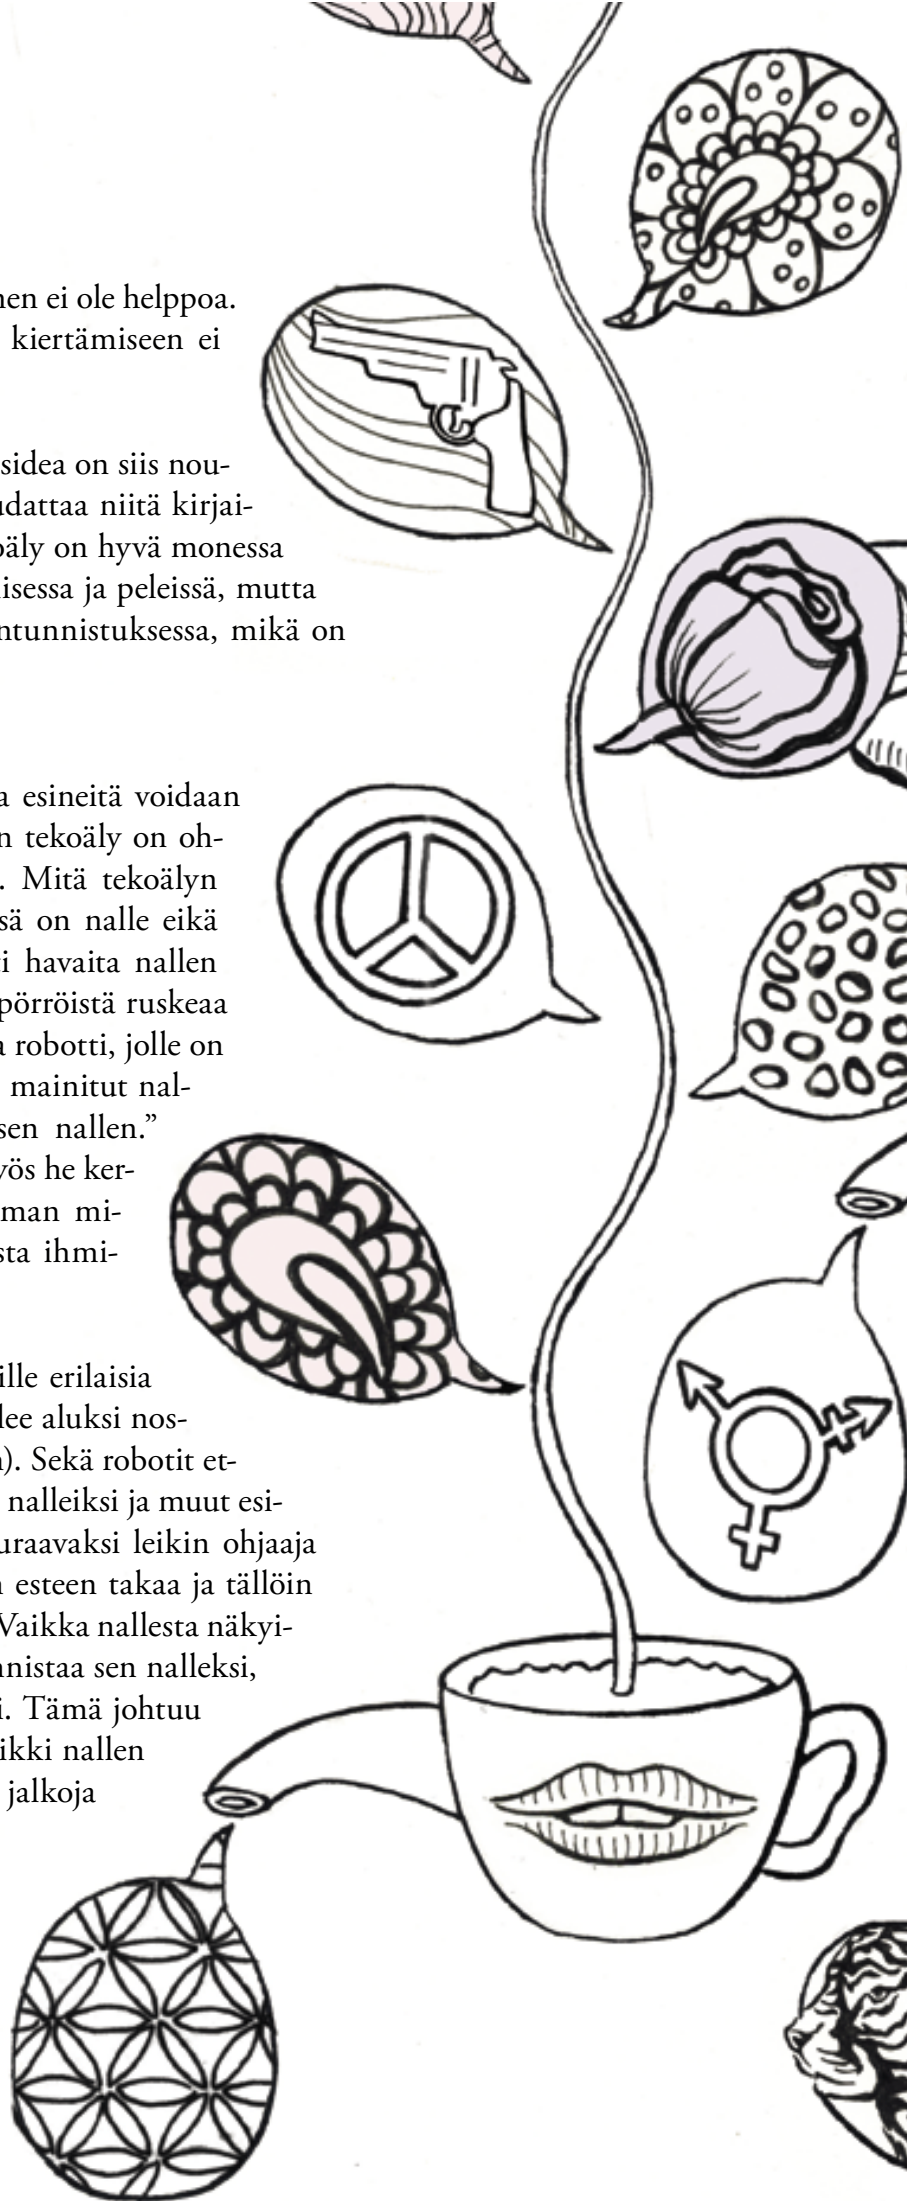 nen ei ole helppoa.
kiertämiseen ei
sidea on siis nou-
udattaa niitä kirjai-
öäly on hyvä monessa
isessa ja peleissä, mutta
ntunnistuksessa, mikä on
a esineitä voidaan
n tekoäly on oh-
. Mitä tekoälyn
sä on nalle eikä
i havaita nallen
pörröistä ruskeaa
a robotti, jolle on
mainitut nal-
sen nallen.”
yös he ker-
man mi-
sta ihmi-
ille erilaisia
lee aluksi nos-
n). Sekä robotit et-
nalleiksi ja muut esi-
uraavaksi leikin ohjaaja
n esteen takaa ja tällöin
Vaikka nallesta näkyi-
nnistaa sen nalleksi,
i. Tämä johtuu
ikki nallen
jalkoja